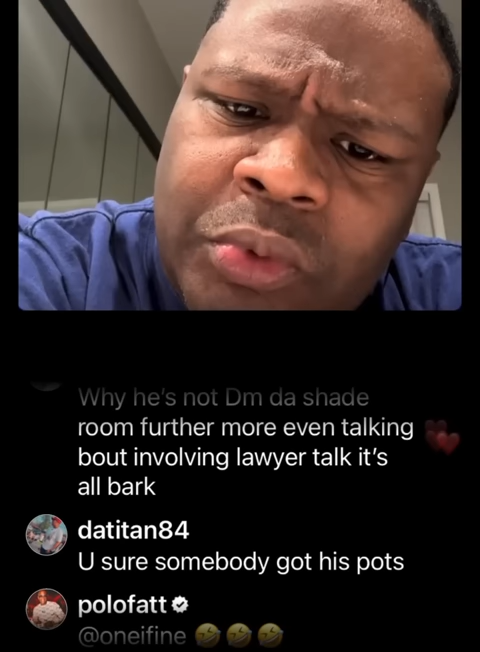 Why he's not Dm da shade
room further more even talking
bout involving lawyer talk it's
all bark
datitan84
U sure somebody got his pots
polofatt
@oneifine 🤣🤣🤣